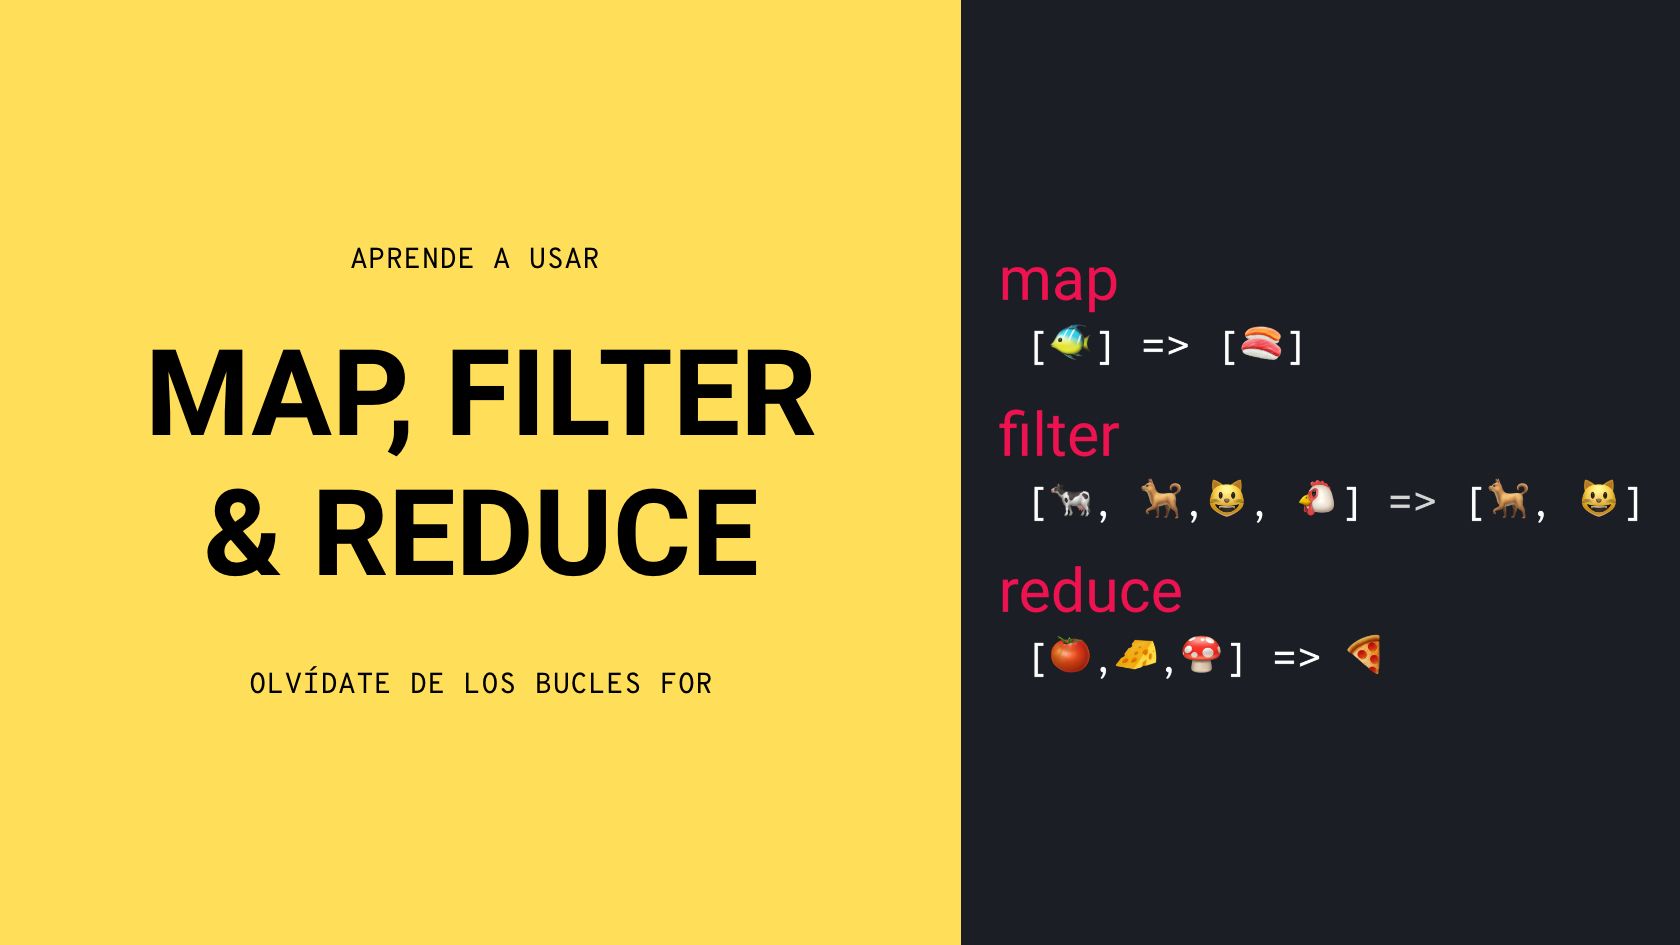 APRENDE A USAR
MAP, FILTER
& REDUCE
OLVÍDATE DE LOS BUCLES FOR
map
[🐠] => [🍣]
filter
[🐄, 🐕,😺, 🐔] => [🐕, 😺]
reduce
[🍅,🧀,🍄] => 🍕